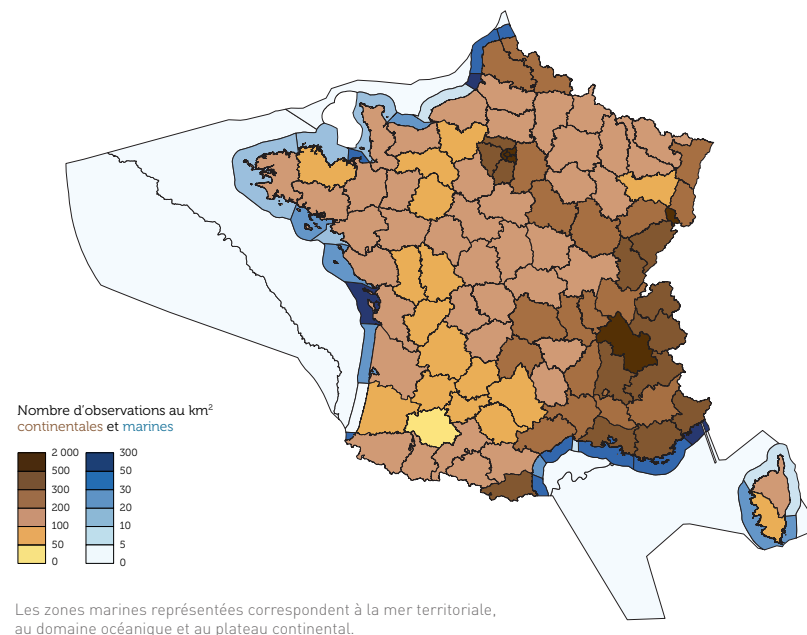 Nombre d'observations au km²
continentales et marines
2 000 300
500 50
300 30
200 20
100 10
50 5
0 0
Les zones marines représentées correspondent à la mer territoriale,
au domaine océanique et au plateau continental.